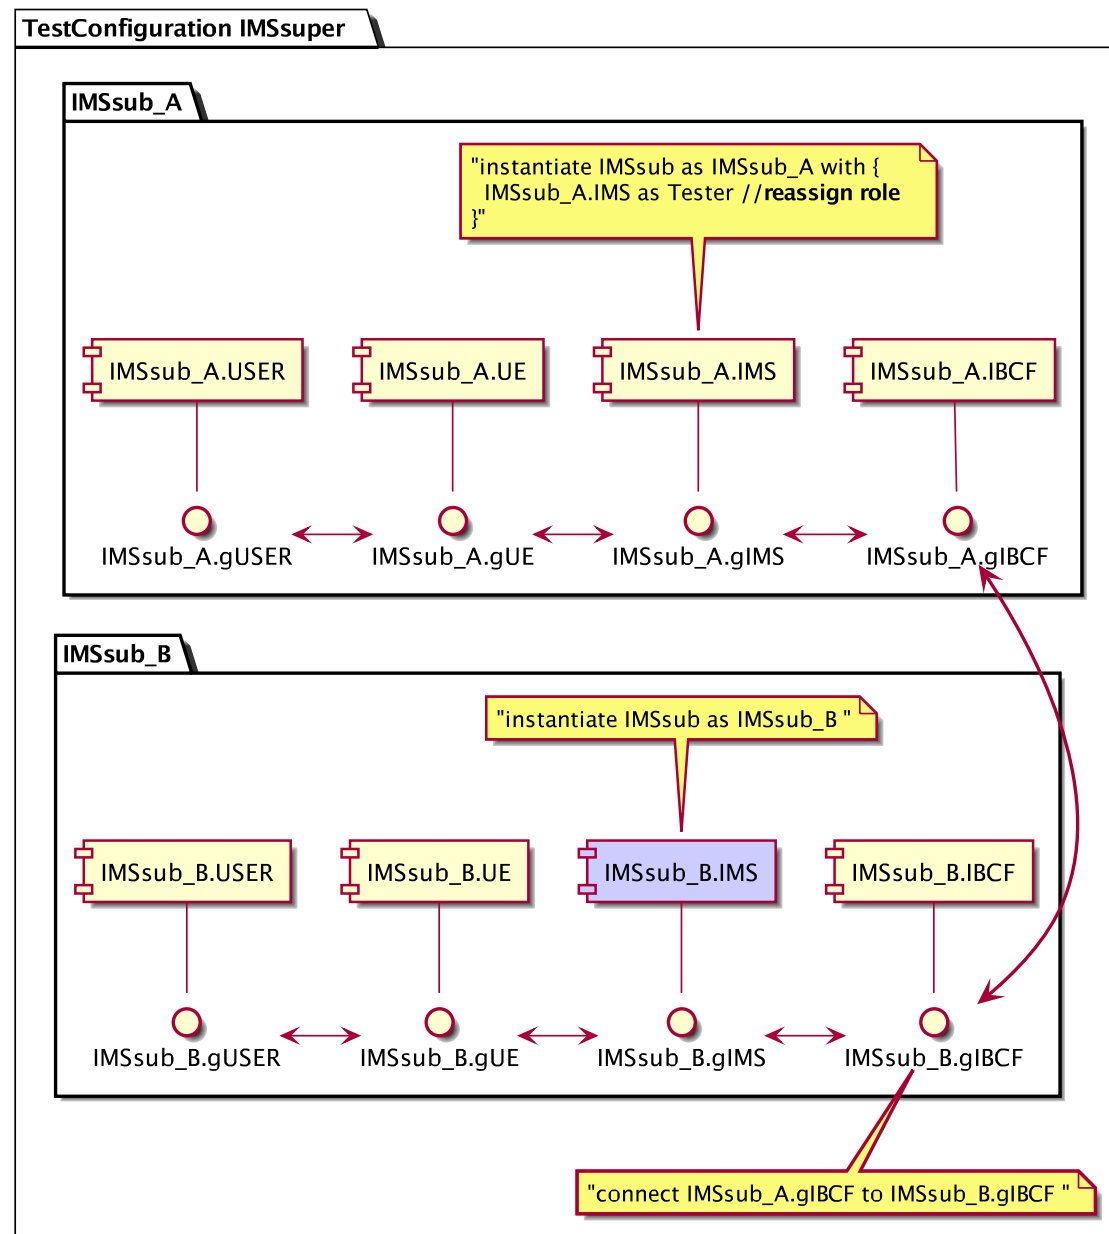 TestConfiguration IMSsuper
IMSsub_A
"instantiate IMSsub as IMSsub_A with {
IMSsub_A.IMS as Tester //reassign role
}"
IMSsub_A.USER
IMSsub_A.UE
IMSsub_A.IMS
IMSsub_A.IBCF
IMSsub_A.gUSER
IMSsub_A.gUE
IMSsub_A.gIMS
IMSsub_A.gIBCF
IMSsub_B
"instantiate IMSsub as IMSsub_B "
IMSsub_B.USER
IMSsub_B.UE
IMSsub_B.IMS
IMSsub_B.IBCF
IMSsub_B.gUSER
IMSsub_B.gUE
IMSsub_B.gIMS
IMSsub_B.gIBCF
"connect IMSsub_A.gIBCF to IMSsub_B.gIBCF "